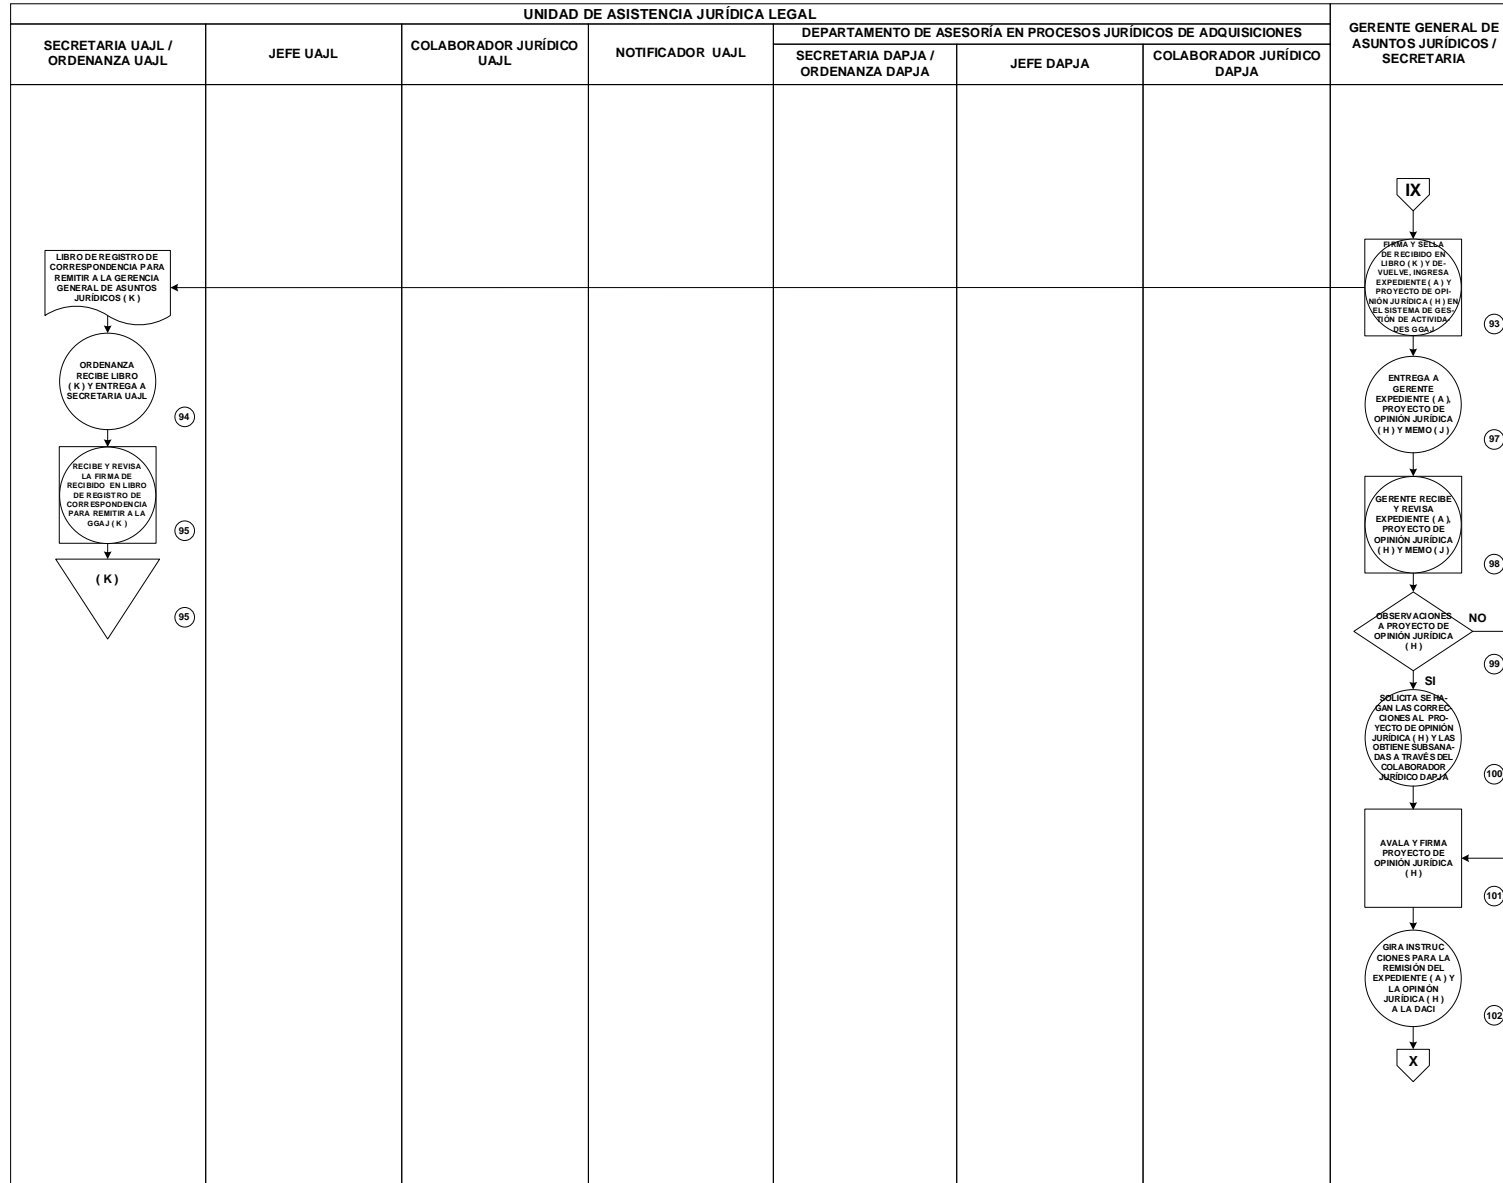 UNIDAD DE ASISTENCIA JURÍDICA LEGAL
SECRETARIA UAJL /
ORDENANZA UAJL
JEFE UAJL
COLABORADOR JURÍDICO
UAJL
NOTIFICADOR UAJL
DEPARTAMENTO DE ASESORÍA EN PROCESOS JURÍDICOS DE ADQUISICIONES
SECRETARIA DAPJA /
ORDENANZA DAPJA
JEFE DAPJA
COLABORADOR JURÍDICO
DAPJA
GERENTE GENERAL DE
ASUNTOS JURÍDICOS /
SECRETARIA
LIBRO DE REGISTRO DE
CORRESPONDENCIA PARA
REMITIR A LA GERENCIA
GENERAL DE ASUNTOS
JURÍDICOS ( K )
ORDENANZA
RECIBE LIBRO
( K ) Y ENTREGA A
SECRETARIA UAJL
94
RECIBE Y REVISA
LA FIRMA DE
RECIBIDO EN LIBRO
DE REGISTRO DE
CORRESPONDENCIA
PARA REMITIR A LA
GGAJ ( K )
95
( K )
95
IX
FIRMA Y SELLA
DE RECIBIDO EN
LIBRO ( K ) Y DE-
VUELVE, INGRESA
EXPEDIENTE ( A ) Y
PROYECTO DE OPI-
NIÓN JURÍDICA ( H ) EN
EL SISTEMA DE GES-
TIÓN DE ACTIVIDA-
DES GGAJ
93
ENTREGA A
GERENTE
EXPEDIENTE ( A ),
PROYECTO DE
OPINIÓN JURÍDICA
( H ) Y MEMO ( J )
97
GERENTE RECIBE
Y REVISA
EXPEDIENTE ( A ),
PROYECTO DE
OPINIÓN JURÍDICA
( H ) Y MEMO ( J )
98
OBSERVACIONES
A PROYECTO DE
OPINIÓN JURÍDICA
( H )
NO
99
SI
SOLICITA SE HA-
GAN LAS CORREC-
CIONES AL PRO-
YECTO DE OPINIÓN
JURÍDICA ( H ) Y LAS
OBTIENE SUBSANA-
DAS A TRAVÉS DEL
COLABORADOR
JURÍDICO DAPJA
100
AVALA Y FIRMA
PROYECTO DE
OPINIÓN JURÍDICA
( H )
101
GIRA INSTRUC
CIONES PARA LA
REMISIÓN DEL
EXPEDIENTE ( A ) Y
LA OPINIÓN
JURÍDICA ( H )
A LA DACI
102
X